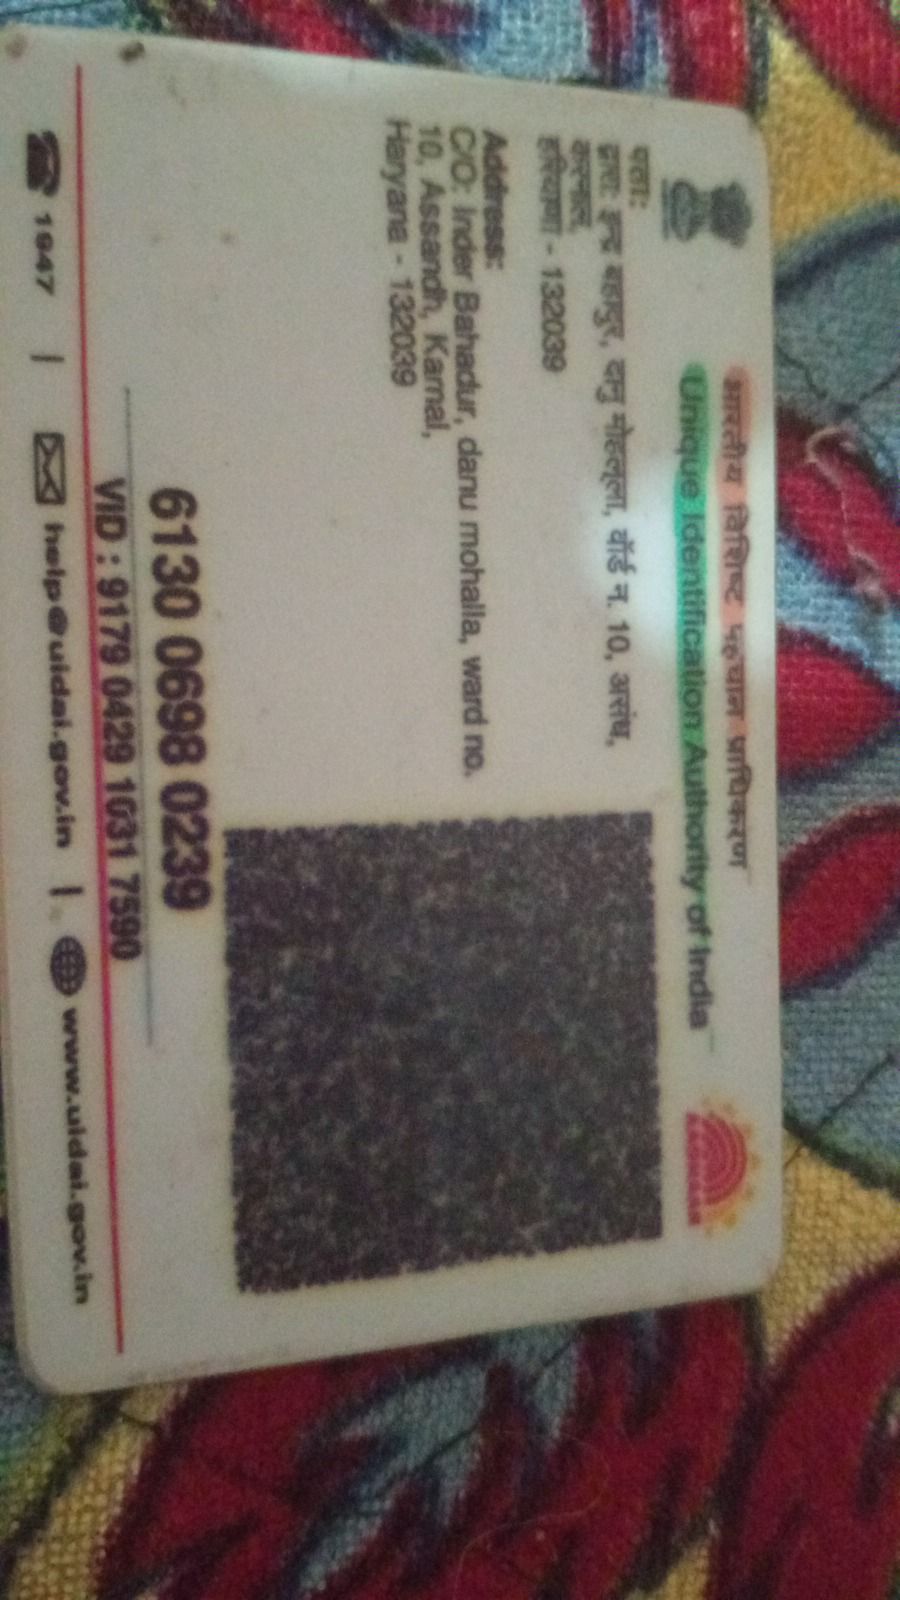 भारतीय विशिष्ट पहचान प्राधिकरण
Unique Identification Authority of India
पता:
द्वारा: इन्द्र बहादुर, दानु मोहल्ला, वॉर्ड न. 10, असंध,
करनाल,
हरियाणा - 132039
Address:
C/O: Inder Bahadur, danu mohalla, ward no.
10, Assandh, Karnal,
Haryana - 132039
6130 0698 0239
VID : 9179 0429 1031 7590
1947 | help@uidai.gov.in | www.uidai.gov.in